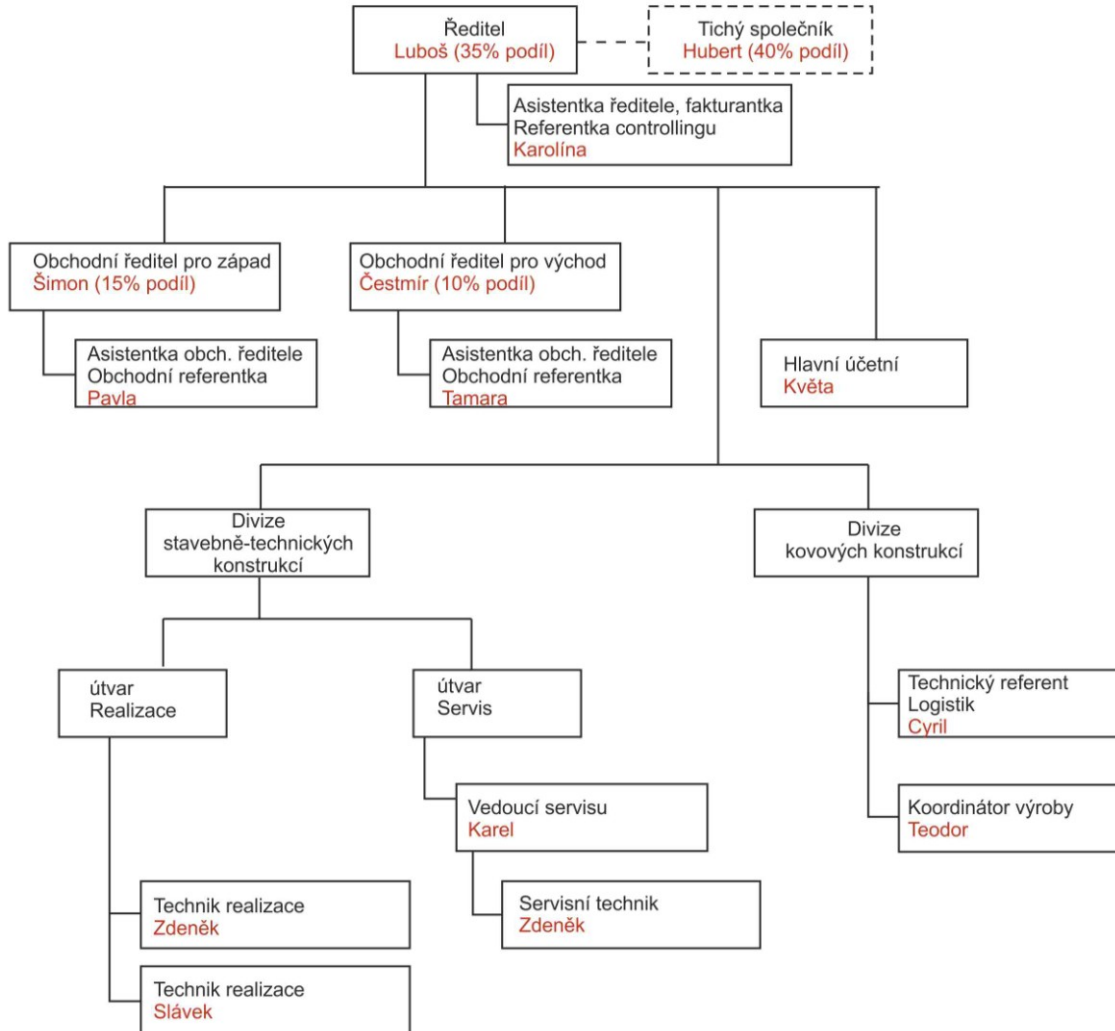 Ředitel
Luboš (35% podíl)
Tichý společník
Hubert (40% podíl)
Asistentka ředitele, fakturantka
Referentka controllingu
Karolína
Obchodní ředitel pro západ
Šimon (15% podíl)
Obchodní ředitel pro východ
Čestmír (10% podíl)
Asistentka obch. ředitele
Obchodní referentka
Pavla
Asistentka obch. ředitele
Obchodní referentka
Tamara
Hlavní účetní
Květa
Divize
stavebně-technických
konstrukcí
Divize
kovových konstrukcí
útvar
Realizace
útvar
Servis
Technický referent
Logistik
Cyril
Vedoucí servisu
Karel
Koordinátor výroby
Teodor
Technik realizace
Zdeněk
Servisní technik
Zdeněk
Technik realizace
Slávek